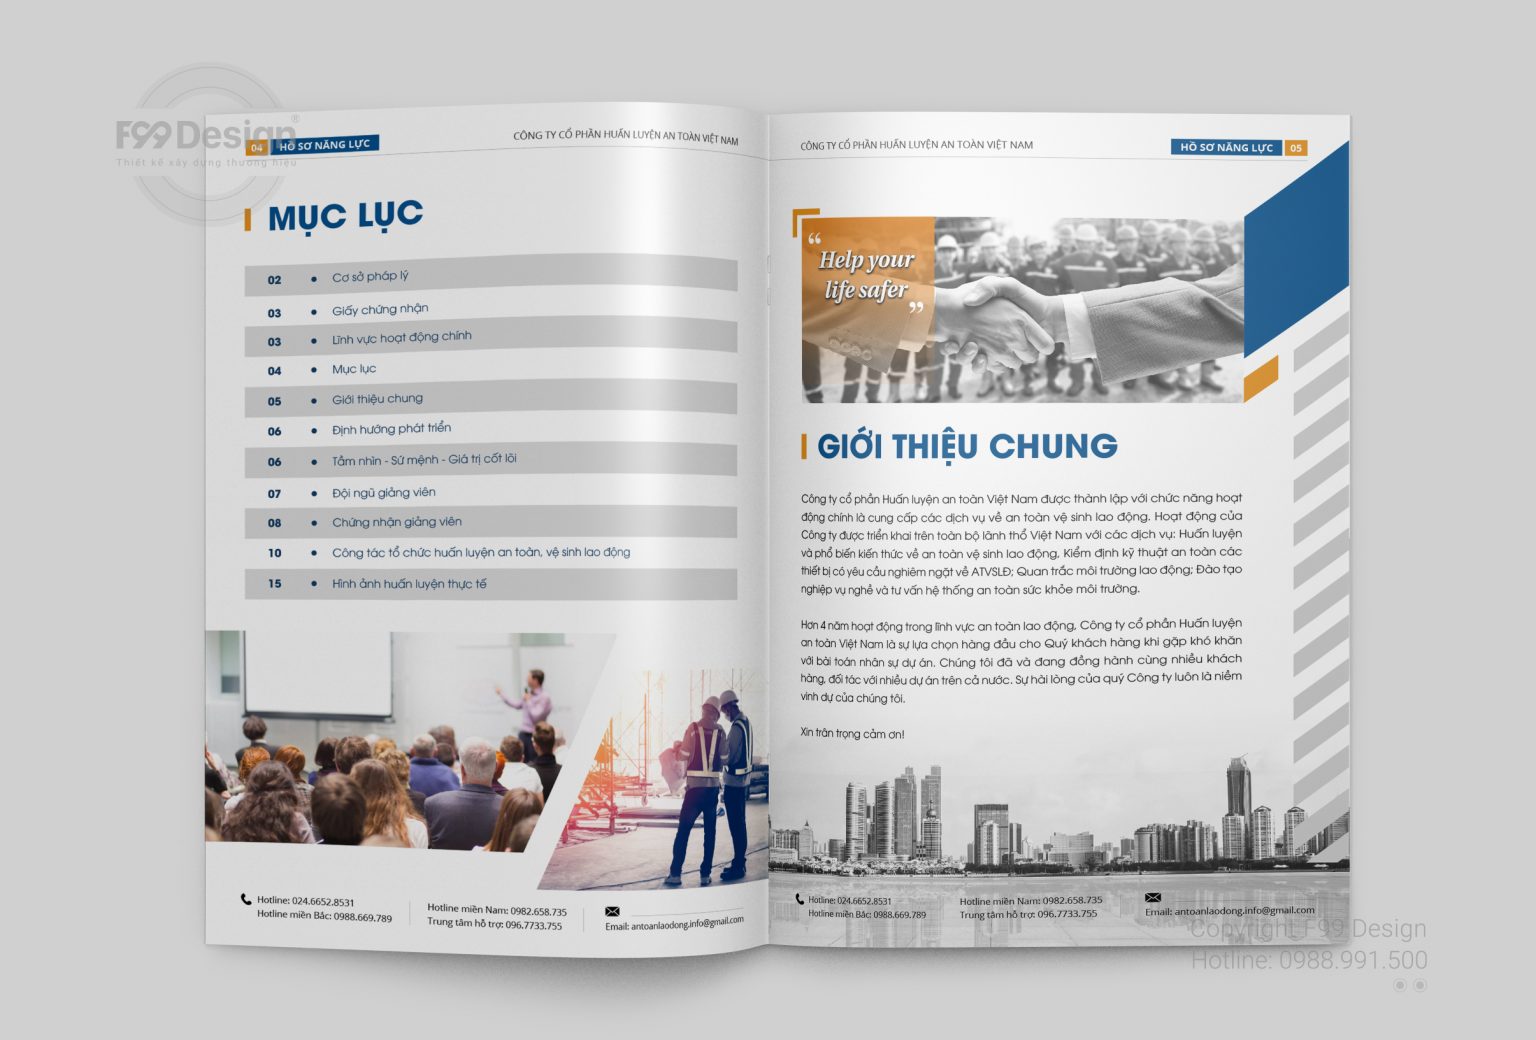 F99 Design®
Thiết kế xây dựng thương hiệu
04 HỒ SƠ NĂNG LỰC
CÔNG TY CỔ PHẦN HUẤN LUYỆN AN TOÀN VIỆT NAM
MỤC LỤC
02 • Cơ sở pháp lý
03 • Giấy chứng nhận
03 • Lĩnh vực hoạt động chính
04 • Mục lục
05 • Giới thiệu chung
06 • Định hướng phát triển
06 • Tầm nhìn - Sứ mệnh - Giá trị cốt lõi
07 • Đội ngũ giảng viên
08 • Chứng nhận giảng viên
10 • Công tác tổ chức huấn luyện an toàn, vệ sinh lao động
15 • Hình ảnh huấn luyện thực tế
Hotline: 024.6652.8531
Hotline miền Bắc: 0988.669.789
Hotline miền Nam: 0982.658.735
Trung tâm hỗ trợ: 096.7733.755
Email: antoanlaodong.info@gmail.com
CÔNG TY CỔ PHẦN HUẤN LUYỆN AN TOÀN VIỆT NAM
HỒ SƠ NĂNG LỰC 05
“Help your
life safer”
GIỚI THIỆU CHUNG
Công ty cổ phần Huấn luyện an toàn Việt Nam được thành lập với chức năng hoạt
động chính là cung cấp các dịch vụ về an toàn vệ sinh lao động. Hoạt động của
Công ty được triển khai trên toàn bộ lãnh thổ Việt Nam với các dịch vụ: Huấn luyện
và phổ biến kiến thức về an toàn vệ sinh lao động, Kiểm định kỹ thuật an toàn các
thiết bị có yêu cầu nghiêm ngặt về ATVSLĐ; Quan trắc môi trường lao động; Đào tạo
nghiệp vụ nghề và tư vấn hệ thống an toàn sức khỏe môi trường.
Hơn 4 năm hoạt động trong lĩnh vực an toàn lao động, Công ty cổ phần Huấn luyện
an toàn Việt Nam là sự lựa chọn hàng đầu cho Quý khách hàng khi gặp khó khăn
với bài toán nhân sự dự án. Chúng tôi đã và đang đồng hành cùng nhiều khách
hàng, đối tác với nhiều dự án trên cả nước. Sự hài lòng của quý Công ty luôn là niềm
vinh dự của chúng tôi.
Xin trân trọng cảm ơn!
Hotline: 024.6652.8531
Hotline miền Bắc: 0988.669.789
Hotline miền Nam: 0982.658.735
Trung tâm hỗ trợ: 096.7733.755
Email: antoanlaodong.info@gmail.com
Copyright F99 Design
Hotline: 0988.991.500